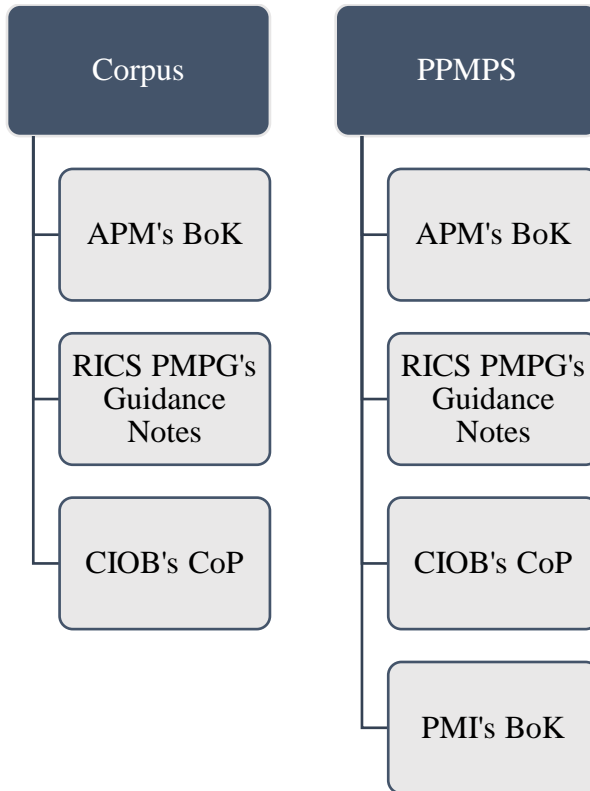 Corpus
APM's BoK
RICS PMPG's
Guidance
Notes
CIOB's CoP
PPMPS
APM's BoK
RICS PMPG's
Guidance
Notes
CIOB's CoP
PMI's BoK